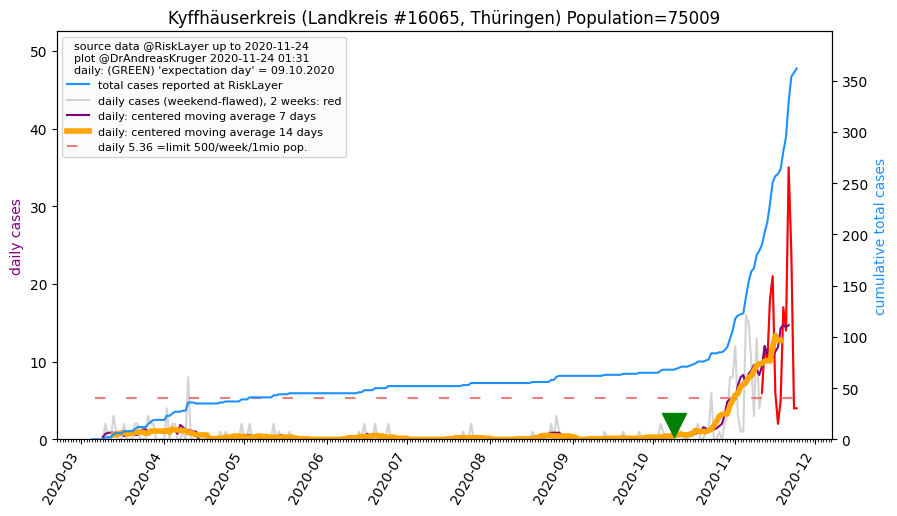 Kyffhäuserkreis (Landkreis #16065, Thüringen) Population=75009
source data @RiskLayer up to 2020-11-24
plot @DrAndreasKruger 2020-11-24 01:31
daily: (GREEN) 'expectation day' = 09.10.2020
total cases reported at RiskLayer
daily cases (weekend-flawed), 2 weeks: red
daily: centered moving average 7 days
daily: centered moving average 14 days
daily 5.36 =limit 500/week/1mio pop.
daily cases
50
40
30
20
10
0
cumulative total cases
350
300
250
200
150
100
50
0
2020-03
2020-04
2020-05
2020-06
2020-07
2020-08
2020-09
2020-10
2020-11
2020-12